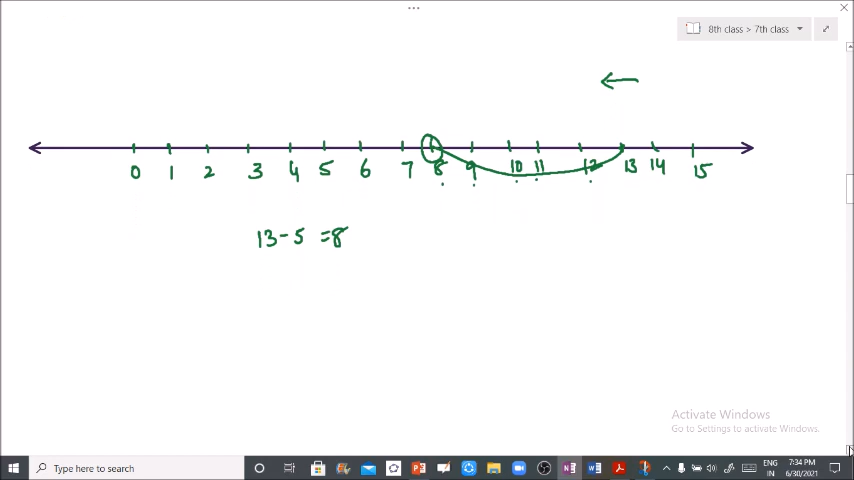 8th class > 7th class
0 1 2 3 4 5 6 7 8 9 10 11 12 13 14 15
13-5 =8
Activate Windows
Go to Settings to activate Windows.
Type here to search
ENG 7:34 PM
IN 6/30/2021